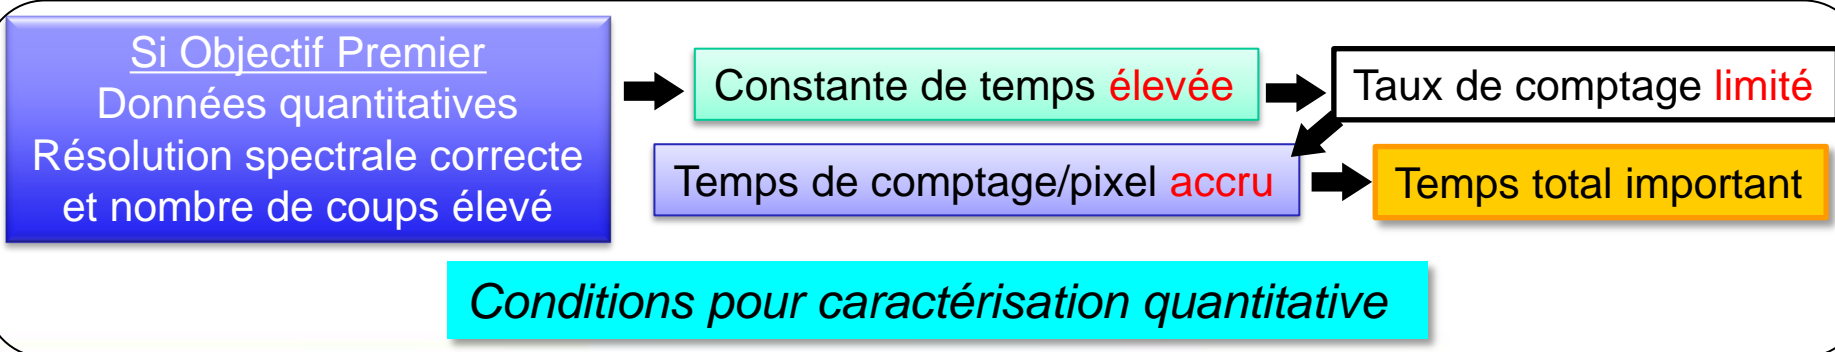 Si Objectif Premier
Données quantitatives
Résolution spectrale correcte
et nombre de coups élevé
Constante de temps élevée
Taux de comptage limité
Temps de comptage/pixel accru
Temps total important
Conditions pour caractérisation quantitative